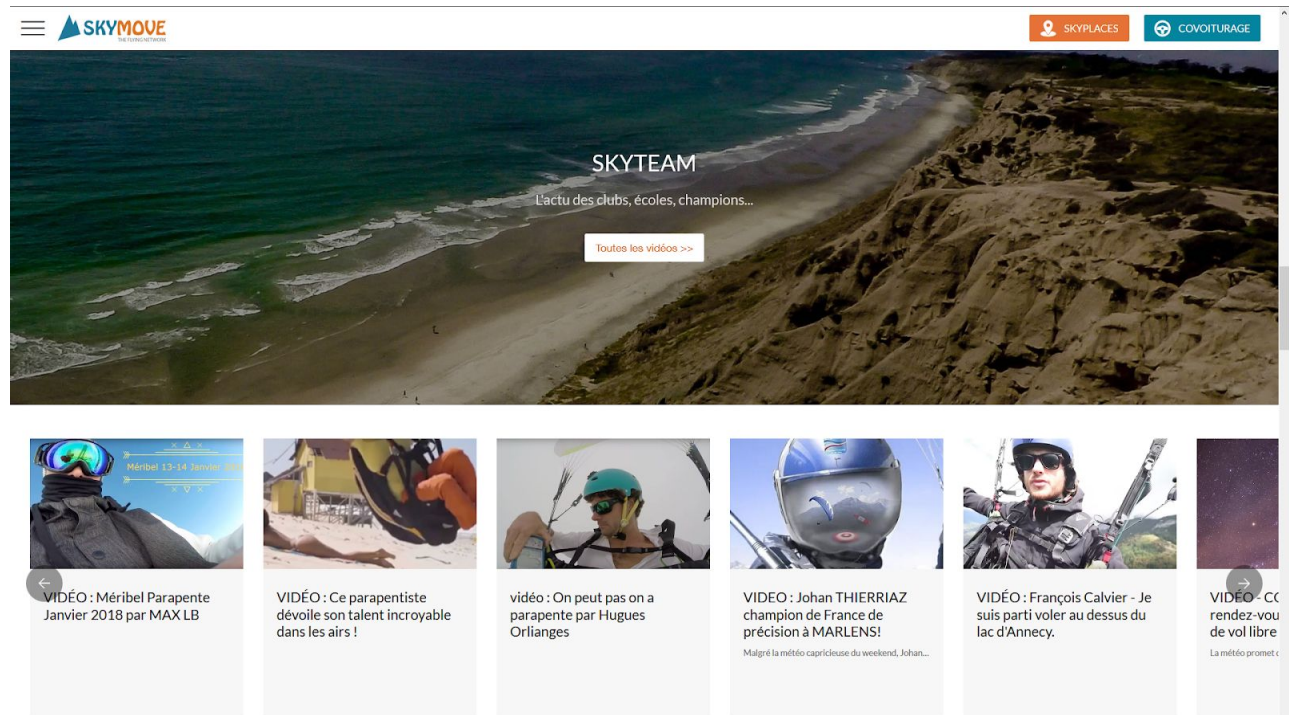 SKYMOVE
THE FLYING NETWORK
SKYPLACES
COVOITURAGE
SKYTEAM
L'actu des clubs, écoles, champions...
Toutes les vidéos >>
Méribel 13-14 Janvier
VIDÉO : Méribel Parapente
Janvier 2018 par MAX LB
VIDÉO : Ce parapentiste
dévoile son talent incroyable
dans les airs !
vidéo : On peut pas on a
parapente par Hugues
Orlianges
VIDEO : Johan THIERRIAZ
champion de France de
précision à MARLENS!
Malgré la météo capricieuse du weekend, Johan...
VIDÉO : François Calvier - Je
suis parti voler au dessus du
lac d'Annecy.
VIDÉO - CO
rendez-vou
de vol libre
La météo promet